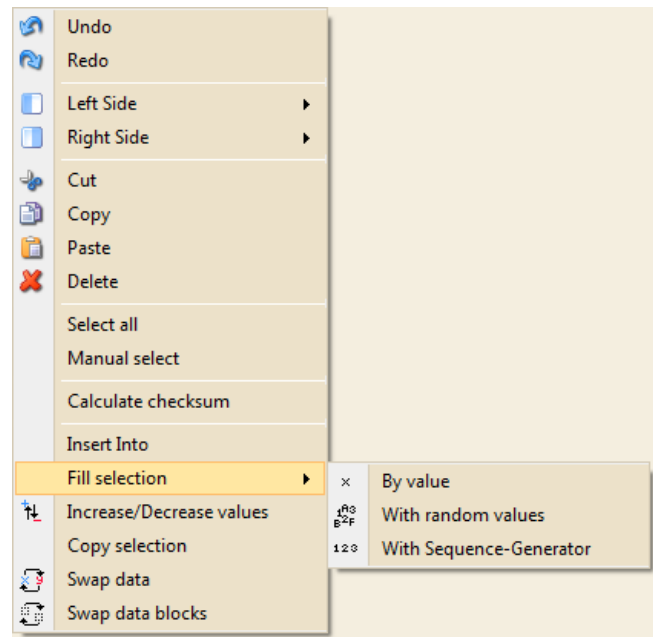 Undo
Redo
Left Side
Right Side
Cut
Copy
Paste
Delete
Select all
Manual select
Calculate checksum
Insert Into
Fill selection
By value
With random values
With Sequence-Generator
Increase/Decrease values
Copy selection
Swap data
Swap data blocks